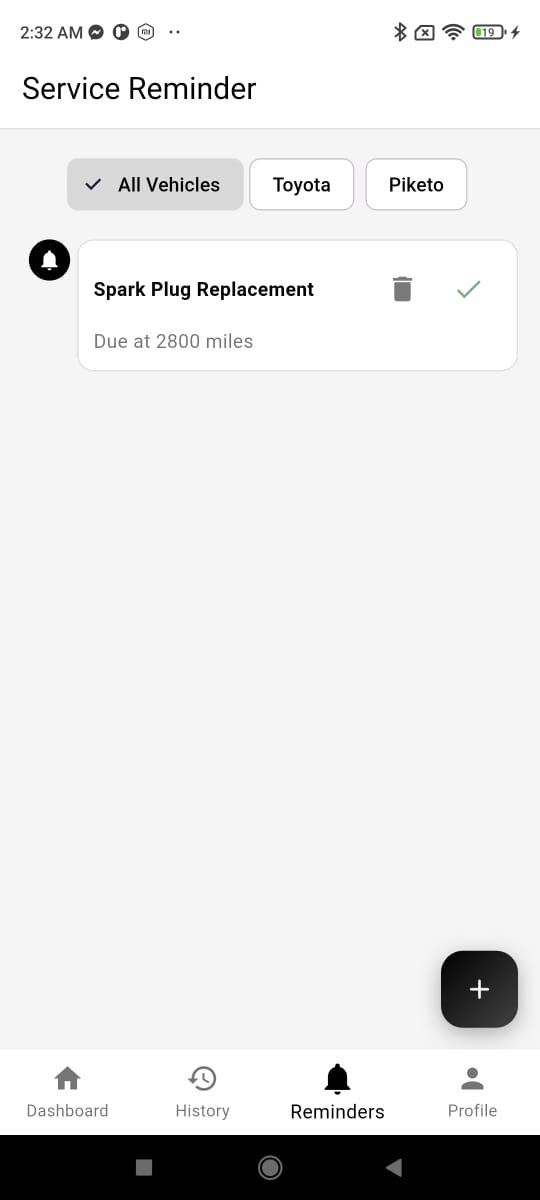 2:32 AM
19
Service Reminder
All Vehicles
Toyota
Piketo
Spark Plug Replacement
Due at 2800 miles
Dashboard
History
Reminders
Profile